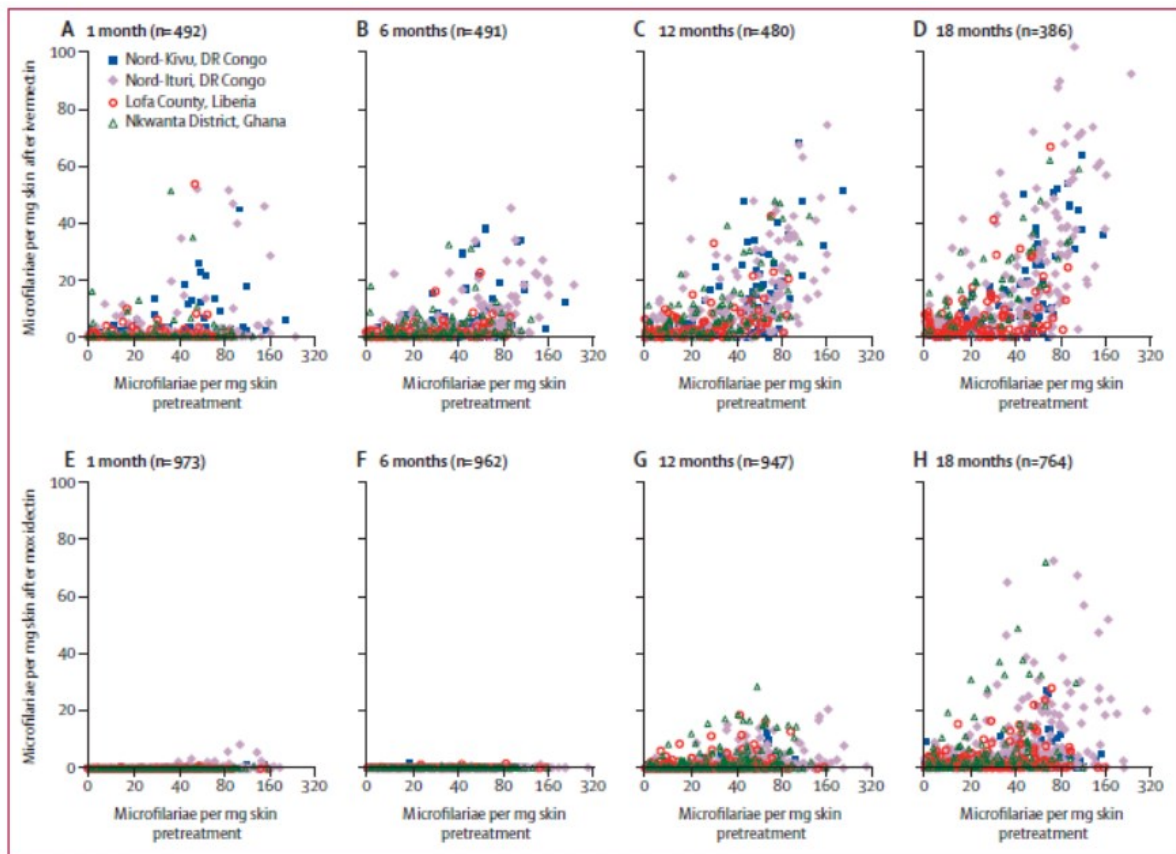 A 1 month (n=492)
B 6 months (n=491)
C 12 months (n=480)
D 18 months (n=386)
Microfilariae per mg skin after ivermectin
100
80
60
40
20
0
Nord-Kivu, DR Congo
Nord-Ituri, DR Congo
Lofa County, Liberia
Nkwanta District, Ghana
0 20 40 80 160 320
0 20 40 80 160 320
0 20 40 80 160 320
0 20 40 80 160 320
Microfilariae per mg skin
pretreatment
Microfilariae per mg skin
pretreatment
Microfilariae per mg skin
pretreatment
Microfilariae per mg skin
pretreatment
E 1 month (n=973)
F 6 months (n=962)
G 12 months (n=947)
H 18 months (n=764)
Microfilariae per mg skin after moxidectin
100
80
60
40
20
0
0 20 40 80 160 320
0 20 40 80 160 320
0 20 40 80 160 320
0 20 40 80 160 320
Microfilariae per mg skin
pretreatment
Microfilariae per mg skin
pretreatment
Microfilariae per mg skin
pretreatment
Microfilariae per mg skin
pretreatment